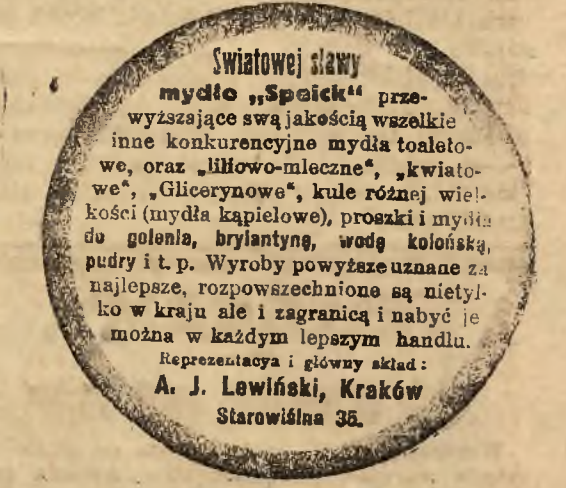 Światowej sławy
mydło „Speick“ prze-
wyższające swą jakością wszelkie
inne konkurencyjne mydła toaleto-
we, oraz „liliowo-mleczne“, „kwiato-
we“, „Glicerynowe“, kule różnej wiel-
kości (mydła kąpielowe), proszki i mydła
do golenia, brylantynę, wodę kolońską,
pudry i t. p. Wyroby powyższe uznane za
najlepsze, rozpowszechnione są nietyl-
ko w kraju ale i zagranicą i nabyć je
można w każdym lepszym handlu.
Reprezentacya i główny skład:
A. J. Lewiński, Kraków
Starowiślna 35.